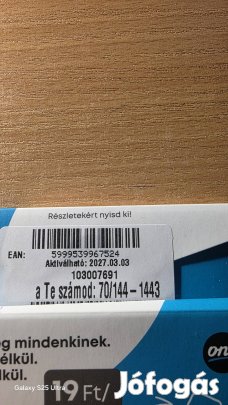 Részletekért nyisd ki!
EAN: 5999539967524
Aktiválható: 2027.03.03
103007691
a Te számod: 70/144-1443
g mindenkinek.
élkül.
lkül.
on
19 Ft/
Galaxy S25 Ultra
Jófogás